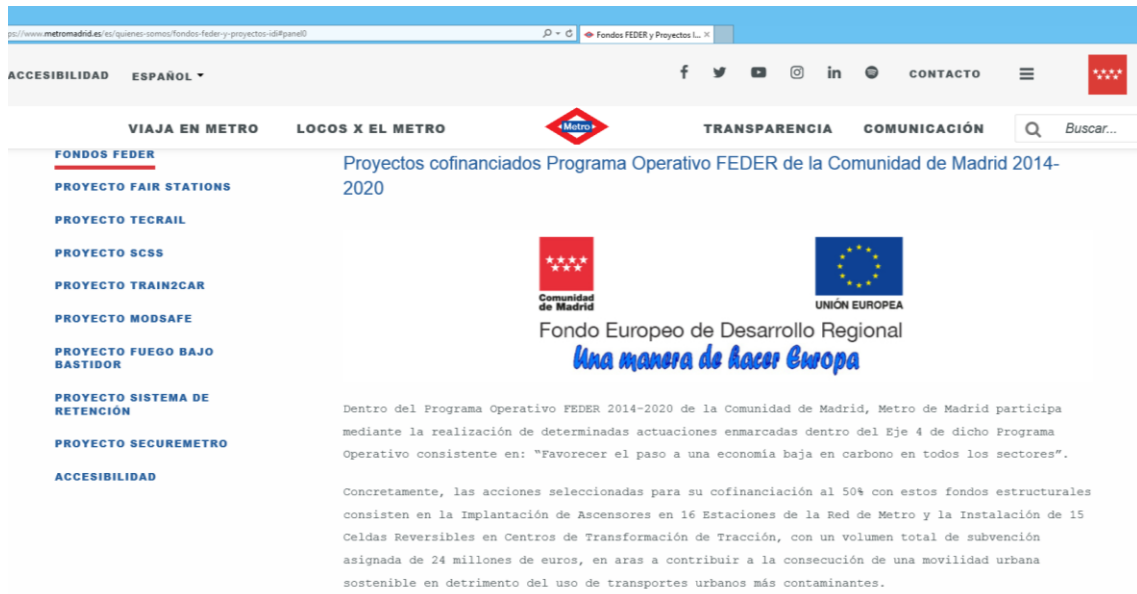 ps://www.metromadrid.es/es/quienes-somos/fondos-feder-y-proyectos-idi#panel0
Fondos FEDER y Proyectos I...
ACCESIBILIDAD ESPAÑOL CONTACTO
VIAJA EN METRO LOCOS X EL METRO Metro TRANSPARENCIA COMUNICACIÓN Buscar...
FONDOS FEDER
PROYECTO FAIR STATIONS
PROYECTO TECRAIL
PROYECTO SCSS
PROYECTO TRAIN2CAR
PROYECTO MODSAFE
PROYECTO FUEGO BAJO
BASTIDOR
PROYECTO SISTEMA DE
RETENCIÓN
PROYECTO SECUREMETRO
ACCESIBILIDAD
Proyectos cofinanciados Programa Operativo FEDER de la Comunidad de Madrid 2014-
2020
Comunidad
de Madrid
UNIÓN EUROPEA
Fondo Europeo de Desarrollo Regional
Una manera de hacer Europa
Dentro del Programa Operativo FEDER 2014-2020 de la Comunidad de Madrid, Metro de Madrid participa
mediante la realización de determinadas actuaciones enmarcadas dentro del Eje 4 de dicho Programa
Operativo consistente en: “Favorecer el paso a una economía baja en carbono en todos los sectores”.
Concretamente, las acciones seleccionadas para su cofinanciación al 50% con estos fondos estructurales
consisten en la Implantación de Ascensores en 16 Estaciones de la Red de Metro y la Instalación de 15
Celdas Reversibles en Centros de Transformación de Tracción, con un volumen total de subvención
asignada de 24 millones de euros, en aras a contribuir a la consecución de una movilidad urbana
sostenible en detrimento del uso de transportes urbanos más contaminantes.